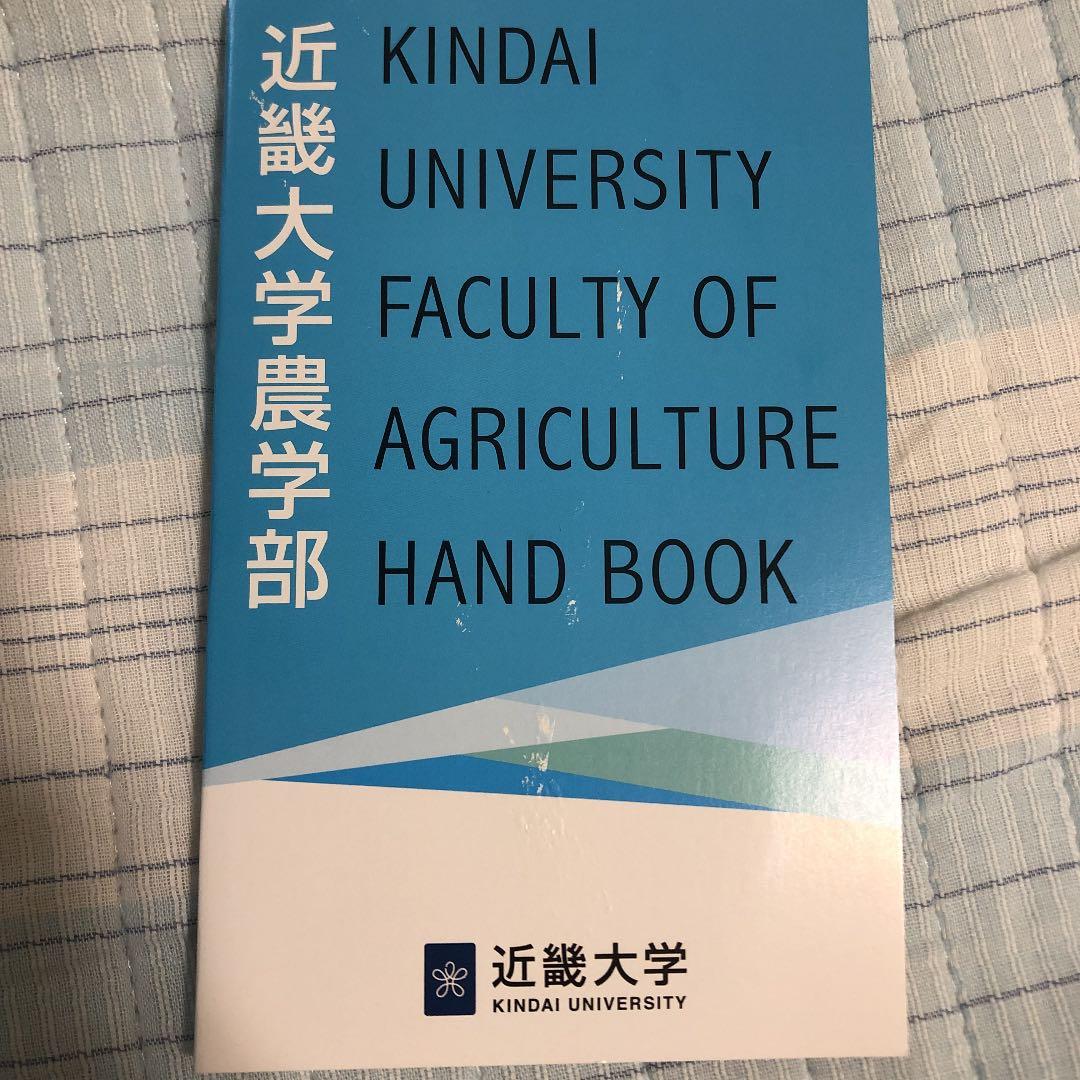 近畿大学農学部
KINDAI
UNIVERSITY
FACULTY OF
AGRICULTURE
HAND BOOK
近畿大学
KINDAI UNIVERSITY